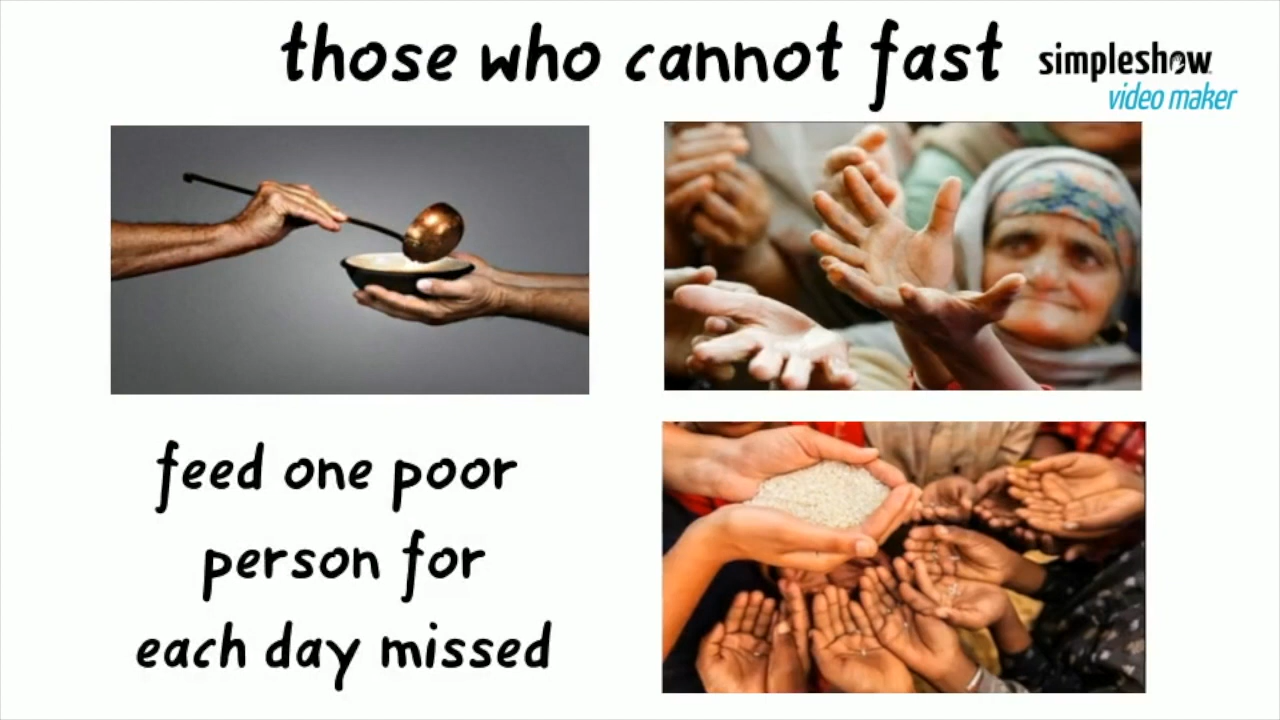 those who cannot fast
simpleshow
video maker
feed one poor
person for
each day missed